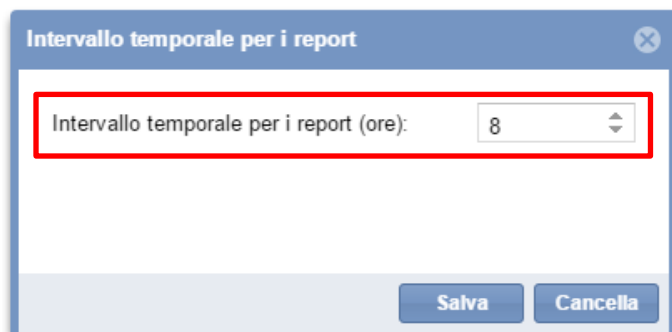 Intervallo temporale per i report
Intervallo temporale per i report (ore): 8
Salva Cancella